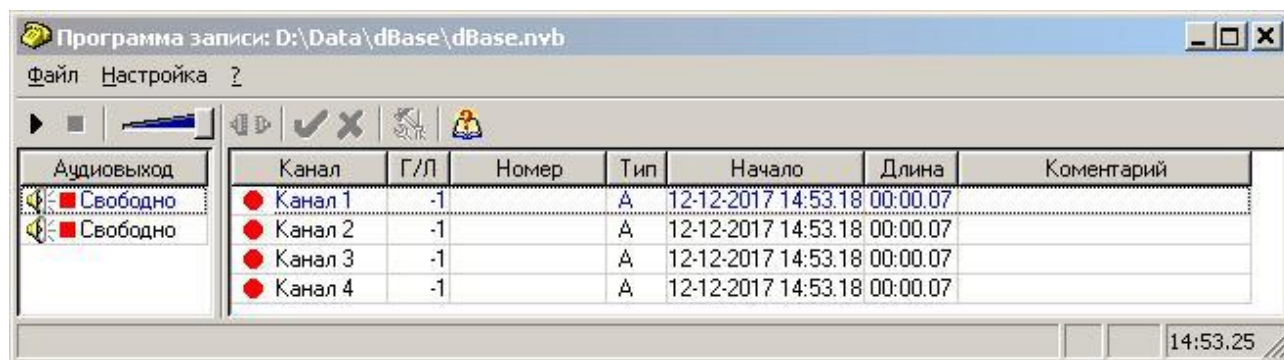 Программа записи: D:\Data\dBase\dBase.nvb
Файл Настройка ?
Аудиовыход Канал Г/Л Номер Тип Начало Длина Коментарий
Свободно Канал 1 -1 А 12-12-2017 14:53.18 00:00.07
Свободно Канал 2 -1 А 12-12-2017 14:53.18 00:00.07
Канал 3 -1 А 12-12-2017 14:53.18 00:00.07
Канал 4 -1 А 12-12-2017 14:53.18 00:00.07
14:53.25